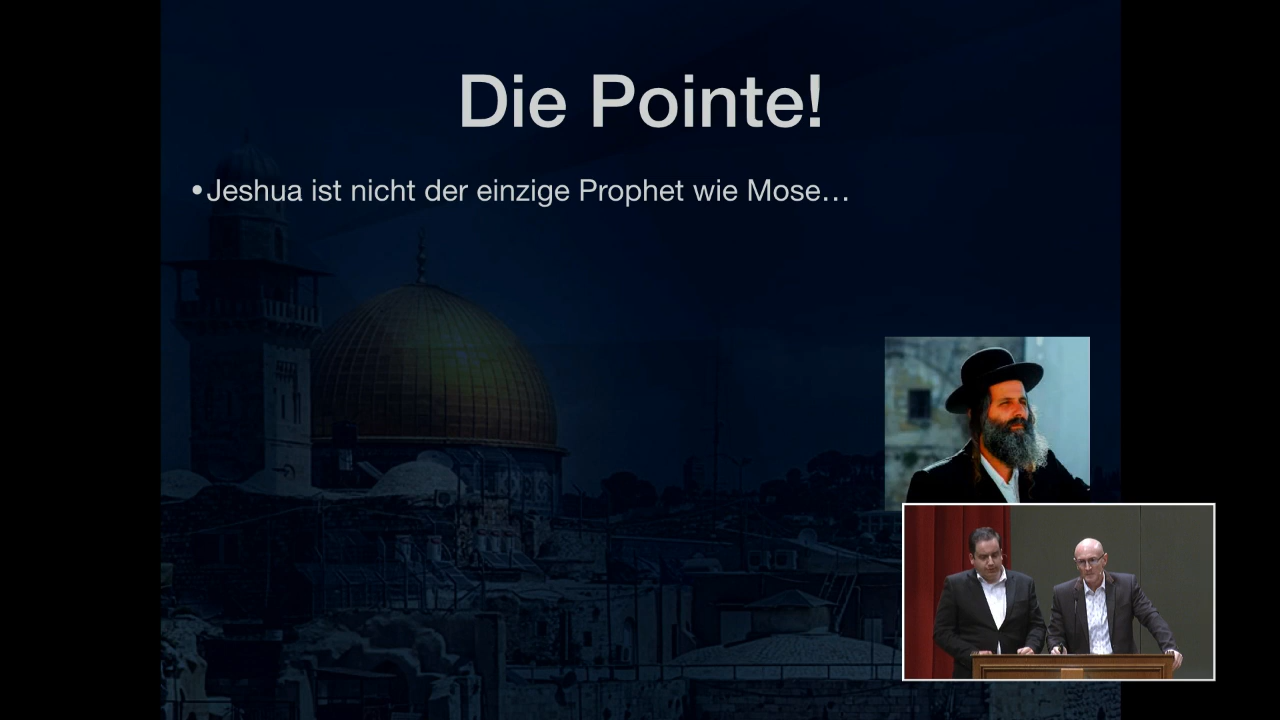 Die Pointe!
•Jeshua ist nicht der einzige Prophet wie Mose…